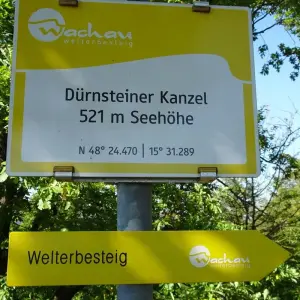 Wachau
welterbesteig
Dürnsteiner Kanzel
521 m Seehöhe
N 48° 24.470 | 15° 31.289
Welterbesteig
Wachau
welterbesteig